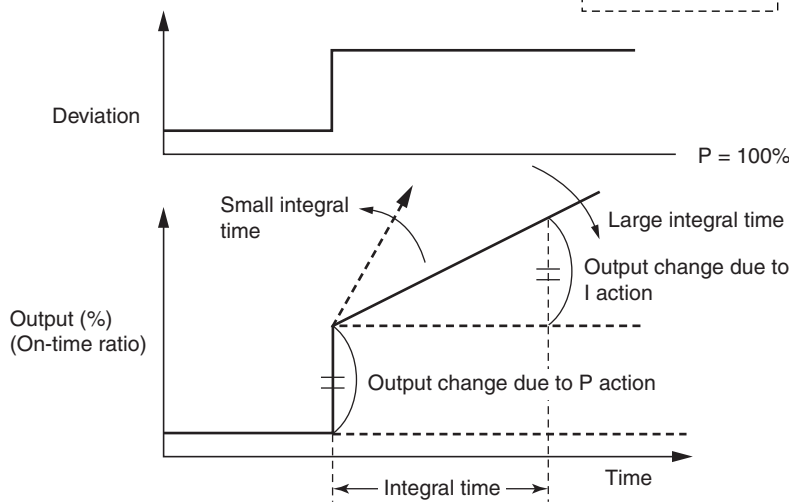 Deviation
P = 100%
Small integral
time
Large integral time
Output change due to
I action
Output (%)
(On-time ratio)
Output change due to P action
Time
Integral time